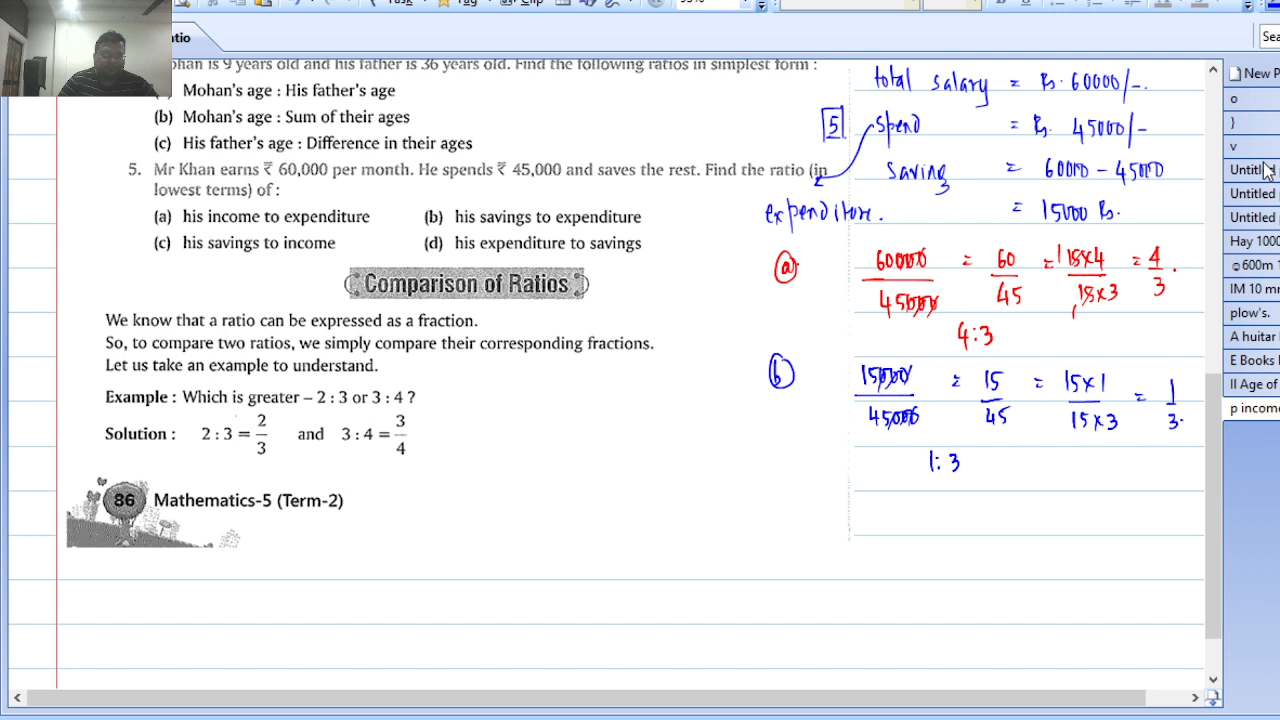 Task
Tag
Clip
95%
atio
Sea
ohan is 9 years old and his father is 36 years old. Find the following ratios in simplest form :
Mohan's age : His father's age
(b) Mohan's age : Sum of their ages
(c) His father's age : Difference in their ages
5. Mr Khan earns ₹ 60,000 per month. He spends ₹ 45,000 and saves the rest. Find the ratio (in
lowest terms) of :
(a) his income to expenditure (b) his savings to expenditure
(c) his savings to income (d) his expenditure to savings
Comparison of Ratios
We know that a ratio can be expressed as a fraction.
So, to compare two ratios, we simply compare their corresponding fractions.
Let us take an example to understand.
Example : Which is greater – 2 : 3 or 3 : 4 ?
Solution : 2 : 3 = 2/3 and 3 : 4 = 3/4
86 Mathematics-5 (Term-2)
total salary = Rs. 60000/-.
5 spend = Rs. 45000/-
saving = 60000 - 45000
expenditure. = 15000 Rs.
a 60000/45000 = 60/45 = 15×4/15×3 = 4/3.
4:3
b 15000/45000 = 15/45 = 15×1/15×3 = 1/3.
1:3
New P
o
}
v
Untitled
Untitled
Untitled
Hay 1000
600m
IM 10 m
plow's.
A huitar
E Books
II Age of
p income